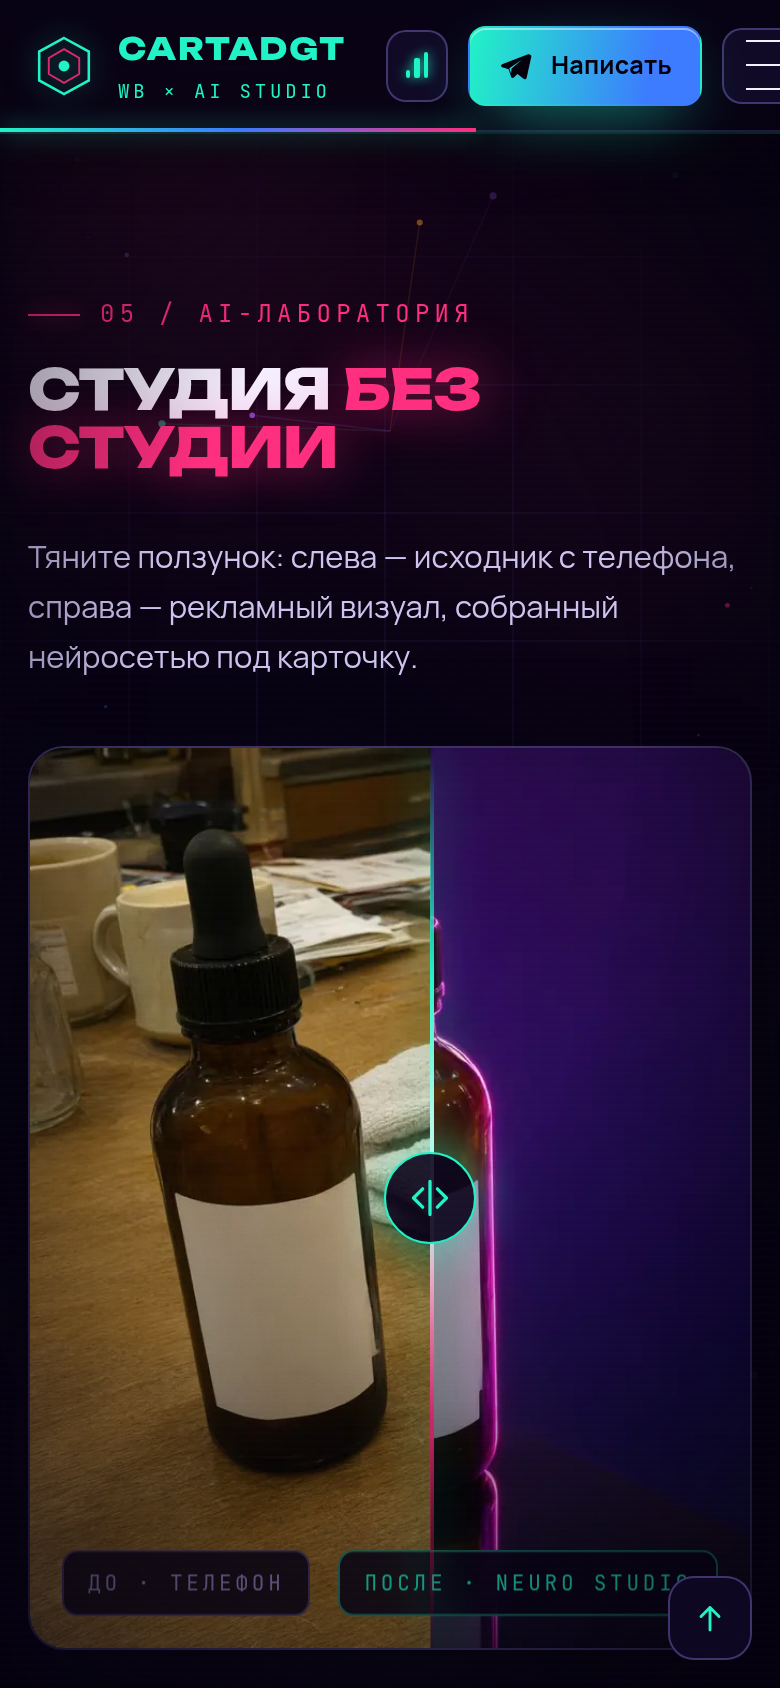 CARTADGT
WB × AI STUDIO
Написать
05 / AI-ЛАБОРАТОРИЯ
СТУДИЯ БЕЗ
СТУДИИ
Тяните ползунок: слева — исходник с телефона,
справа — рекламный визуал, собранный
нейросетью под карточку.
ДО · ТЕЛЕФОН
ПОСЛЕ · NEURO STUDIO